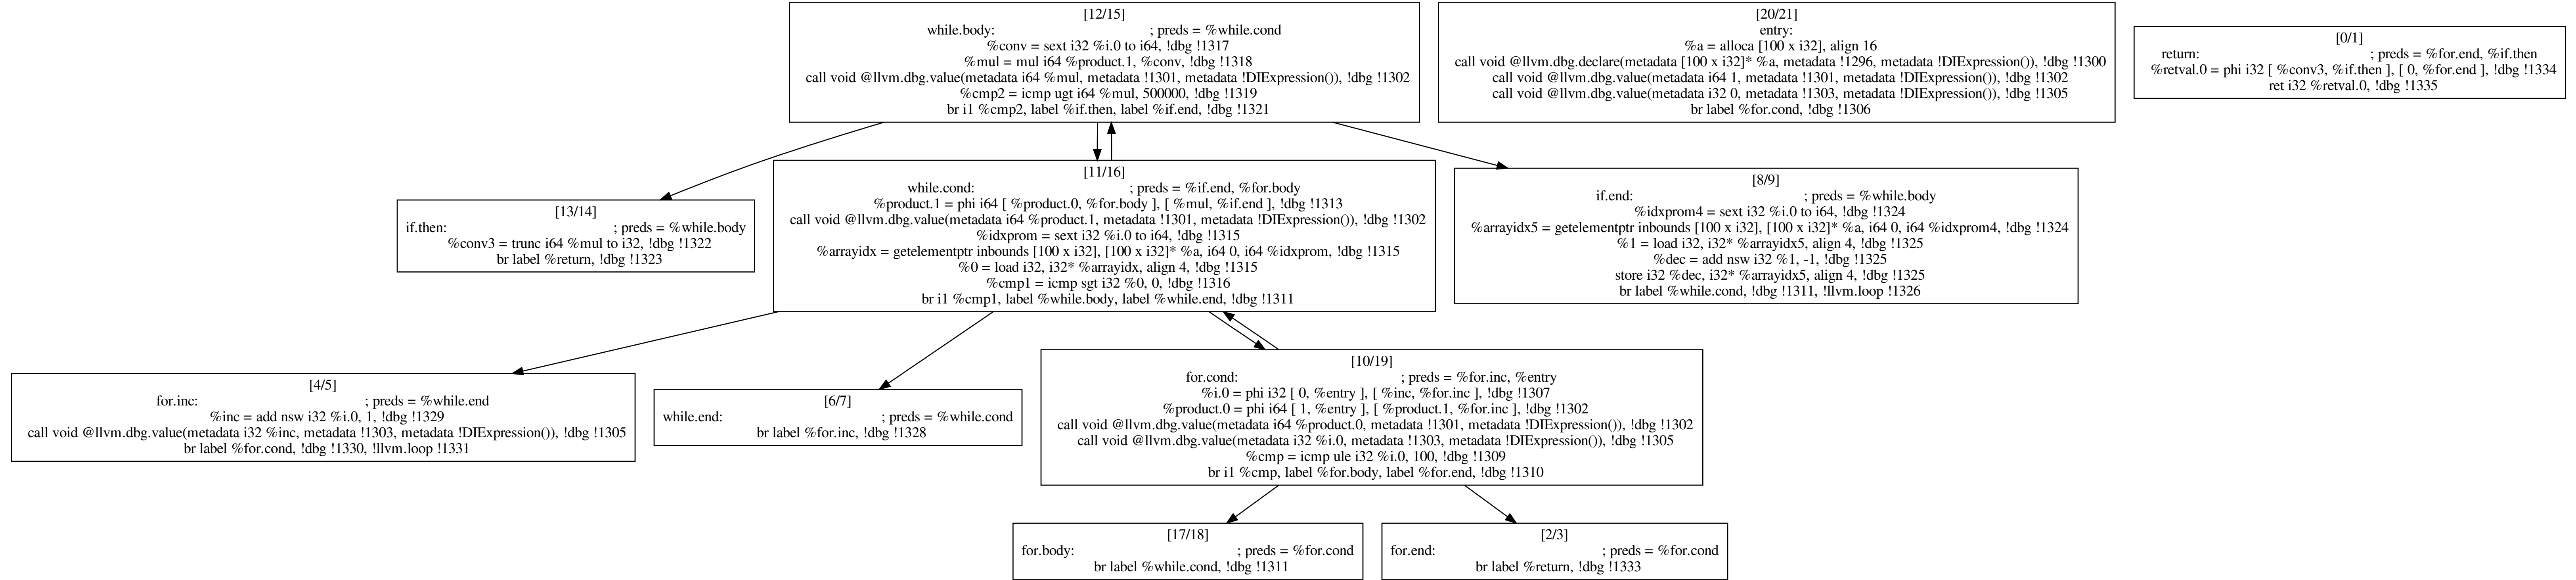 [12/15]
while.body: ; preds = %while.cond
%conv = sext i32 %i.0 to i64, !dbg !1317
%mul = mul i64 %product.1, %conv, !dbg !1318
call void @llvm.dbg.value(metadata i64 %mul, metadata !1301, metadata !DIExpression()), !dbg !1302
%cmp2 = icmp ugt i64 %mul, 500000, !dbg !1319
br i1 %cmp2, label %if.then, label %if.end, !dbg !1321
[20/21]
entry:
%a = alloca [100 x i32], align 16
call void @llvm.dbg.declare(metadata [100 x i32]* %a, metadata !1296, metadata !DIExpression()), !dbg !1300
call void @llvm.dbg.value(metadata i64 1, metadata !1301, metadata !DIExpression()), !dbg !1302
call void @llvm.dbg.value(metadata i32 0, metadata !1303, metadata !DIExpression()), !dbg !1305
br label %for.cond, !dbg !1306
[0/1]
return: ; preds = %for.end, %if.then
%retval.0 = phi i32 [ %conv3, %if.then ], [ 0, %for.end ], !dbg !1334
ret i32 %retval.0, !dbg !1335
[13/14]
if.then: ; preds = %while.body
%conv3 = trunc i64 %mul to i32, !dbg !1322
br label %return, !dbg !1323
[11/16]
while.cond: ; preds = %if.end, %for.body
%product.1 = phi i64 [ %product.0, %for.body ], [ %mul, %if.end ], !dbg !1313
call void @llvm.dbg.value(metadata i64 %product.1, metadata !1301, metadata !DIExpression()), !dbg !1302
%idxprom = sext i32 %i.0 to i64, !dbg !1315
%arrayidx = getelementptr inbounds [100 x i32], [100 x i32]* %a, i64 0, i64 %idxprom, !dbg !1315
%0 = load i32, i32* %arrayidx, align 4, !dbg !1315
%cmp1 = icmp sgt i32 %0, 0, !dbg !1316
br i1 %cmp1, label %while.body, label %while.end, !dbg !1311
[8/9]
if.end: ; preds = %while.body
%idxprom4 = sext i32 %i.0 to i64, !dbg !1324
%arrayidx5 = getelementptr inbounds [100 x i32], [100 x i32]* %a, i64 0, i64 %idxprom4, !dbg !1324
%1 = load i32, i32* %arrayidx5, align 4, !dbg !1325
%dec = add nsw i32 %1, -1, !dbg !1325
store i32 %dec, i32* %arrayidx5, align 4, !dbg !1325
br label %while.cond, !dbg !1311, !llvm.loop !1326
[4/5]
for.inc: ; preds = %while.end
%inc = add nsw i32 %i.0, 1, !dbg !1329
call void @llvm.dbg.value(metadata i32 %inc, metadata !1303, metadata !DIExpression()), !dbg !1305
br label %for.cond, !dbg !1330, !llvm.loop !1331
[6/7]
while.end: ; preds = %while.cond
br label %for.inc, !dbg !1328
[10/19]
for.cond: ; preds = %for.inc, %entry
%i.0 = phi i32 [ 0, %entry ], [ %inc, %for.inc ], !dbg !1307
%product.0 = phi i64 [ 1, %entry ], [ %product.1, %for.inc ], !dbg !1302
call void @llvm.dbg.value(metadata i64 %product.0, metadata !1301, metadata !DIExpression()), !dbg !1302
call void @llvm.dbg.value(metadata i32 %i.0, metadata !1303, metadata !DIExpression()), !dbg !1305
%cmp = icmp ule i32 %i.0, 100, !dbg !1309
br i1 %cmp, label %for.body, label %for.end, !dbg !1310
[17/18]
for.body: ; preds = %for.cond
br label %while.cond, !dbg !1311
[2/3]
for.end: ; preds = %for.cond
br label %return, !dbg !1333